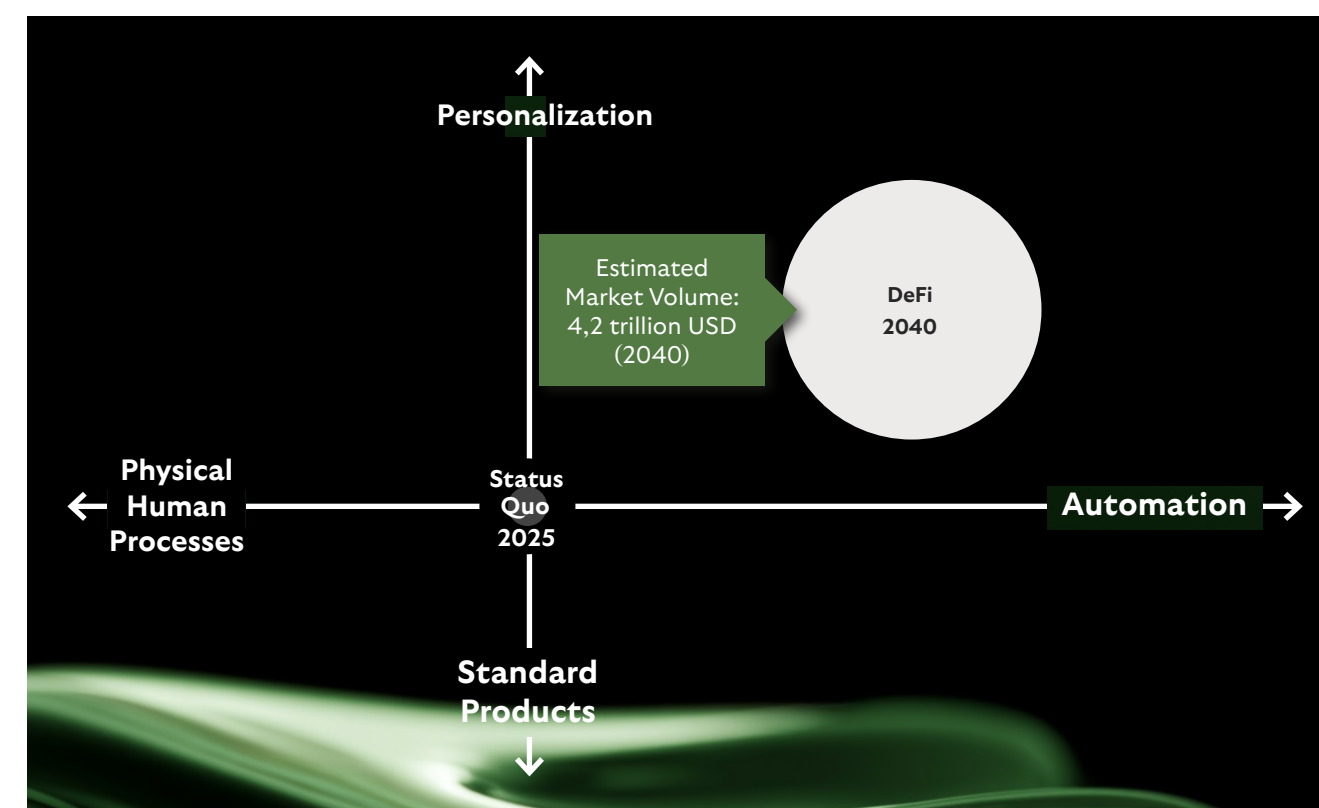 Personalization
Estimated
Market Volume:
4,2 trillion USD
(2040)
DeFi
2040
Physical
Human
Processes
Status
Quo
2025
Automation
Standard
Products